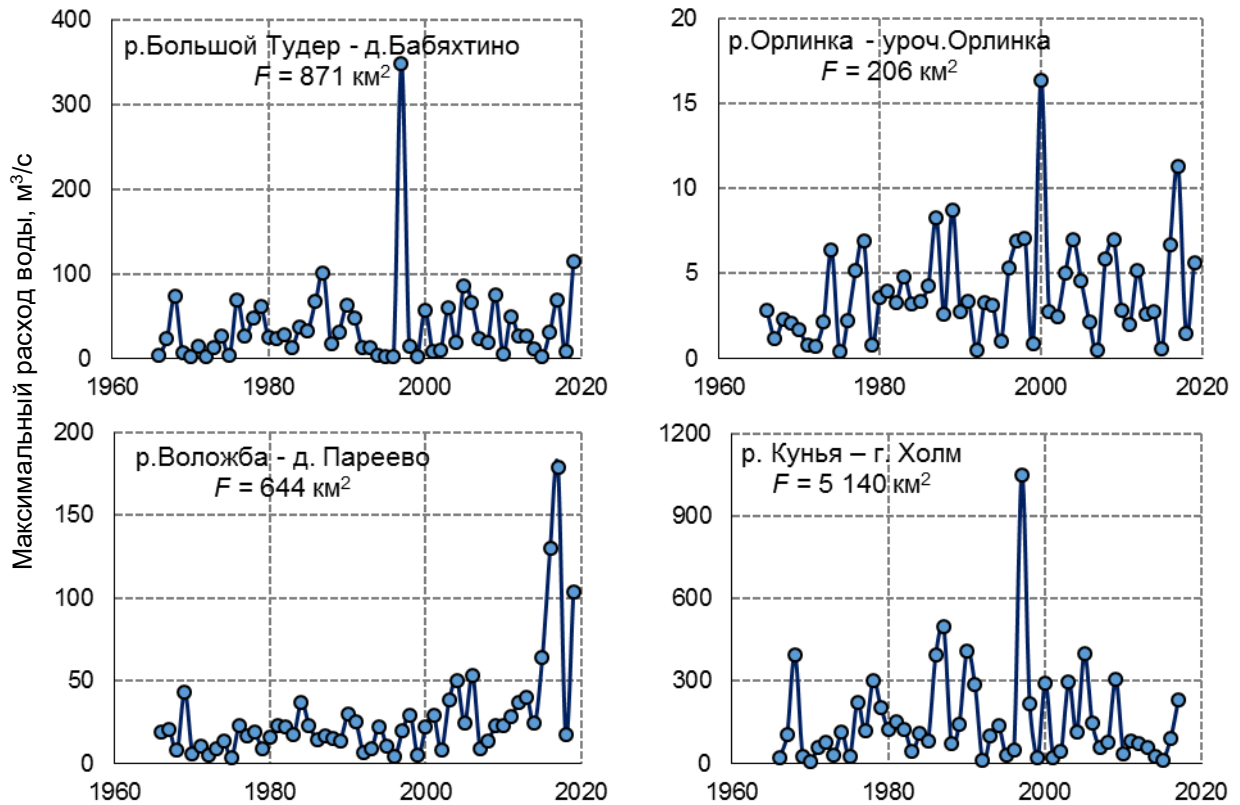 Максимальный расход воды, м³/с
р.Большой Тудер - д.Бабяхтино
F = 871 км²
400
300
200
100
0
1960 1980 2000 2020
р.Орлинка - уроч.Орлинка
F = 206 км²
20
15
10
5
0
1960 1980 2000 2020
р.Воложба - д. Пареево
F = 644 км²
200
150
100
50
0
1960 1980 2000 2020
р. Кунья – г. Холм
F = 5 140 км²
1200
900
600
300
0
1960 1980 2000 2020